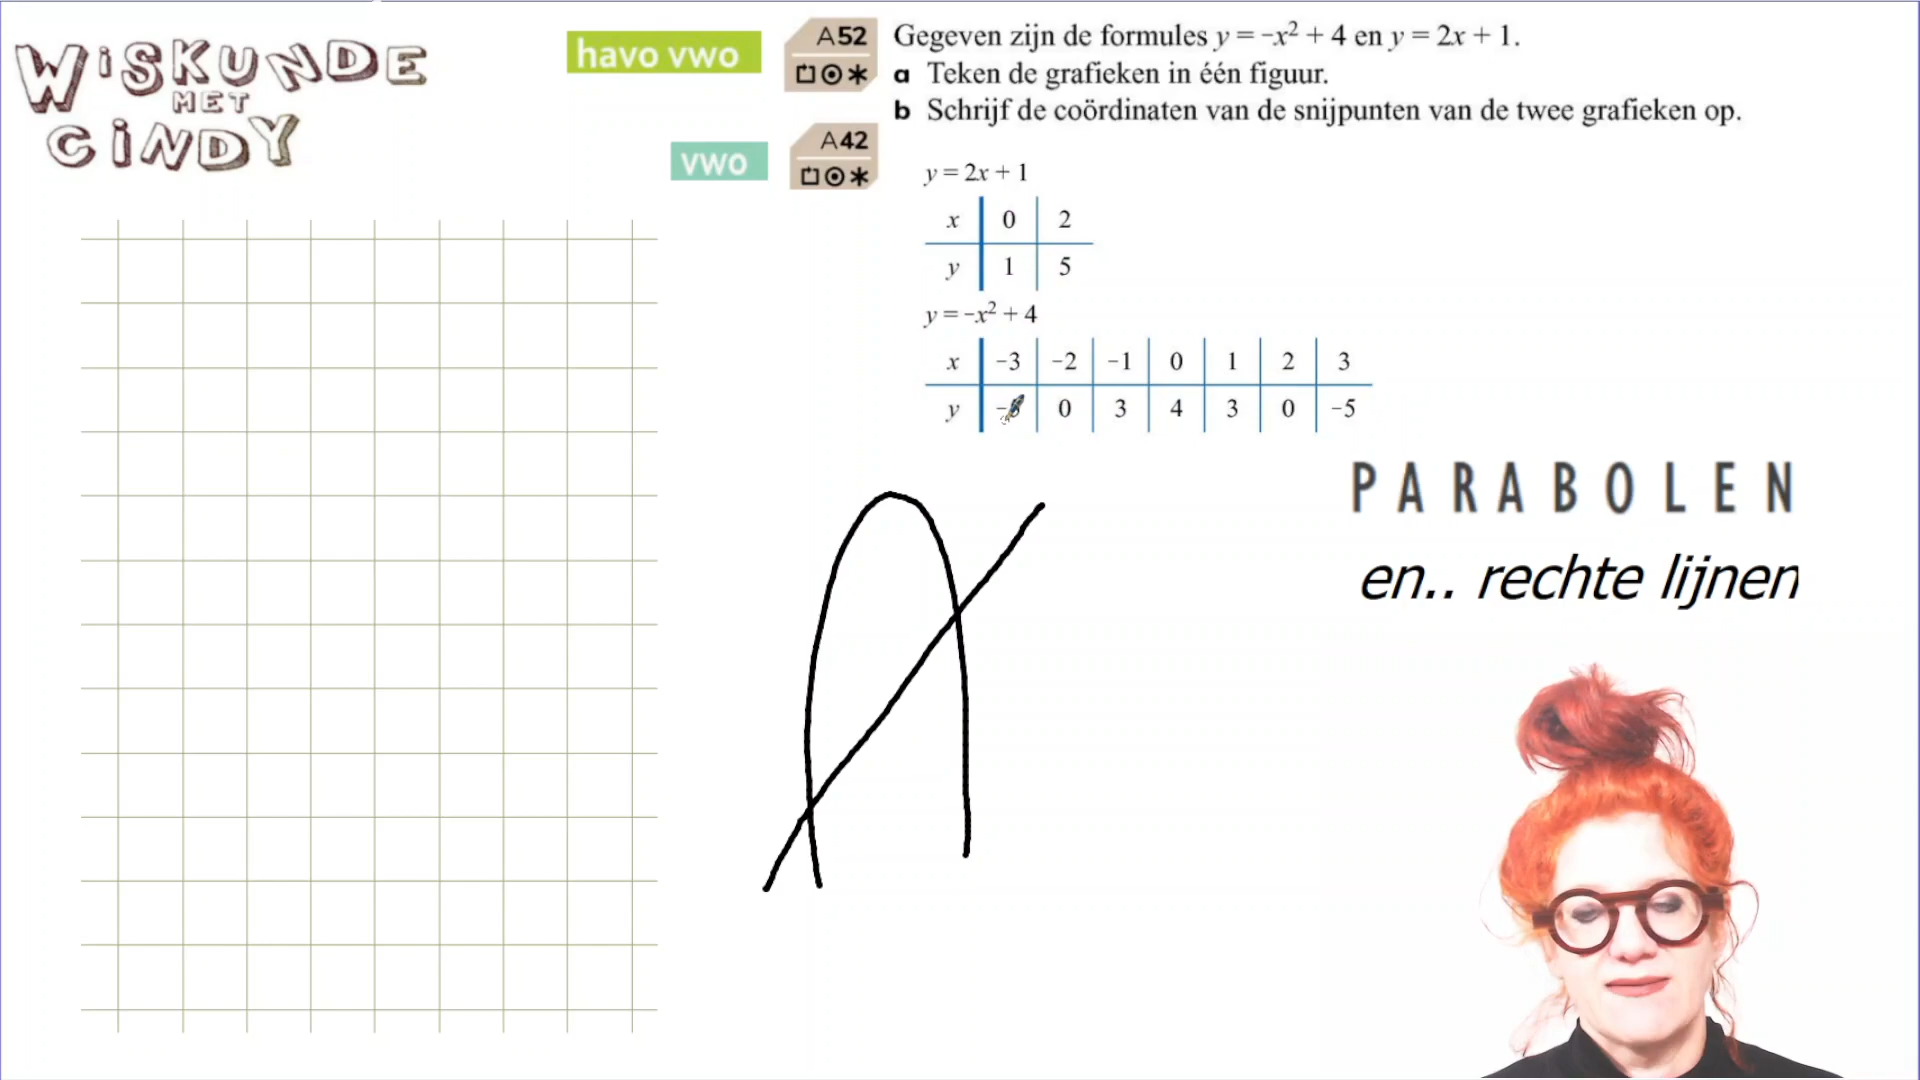 WiSKUNDE
MET
CiNDY
havo vwo
A52
Gegeven zijn de formules y = −x² + 4 en y = 2x + 1.
a Teken de grafieken in één figuur.
b Schrijf de coördinaten van de snijpunten van de twee grafieken op.
vwo
A42
y = 2x + 1
x 0 2
y 1 5
y = −x² + 4
x −3 −2 −1 0 1 2 3
y 0 3 4 3 0 −5
PARABOLEN
en.. rechte lijnen